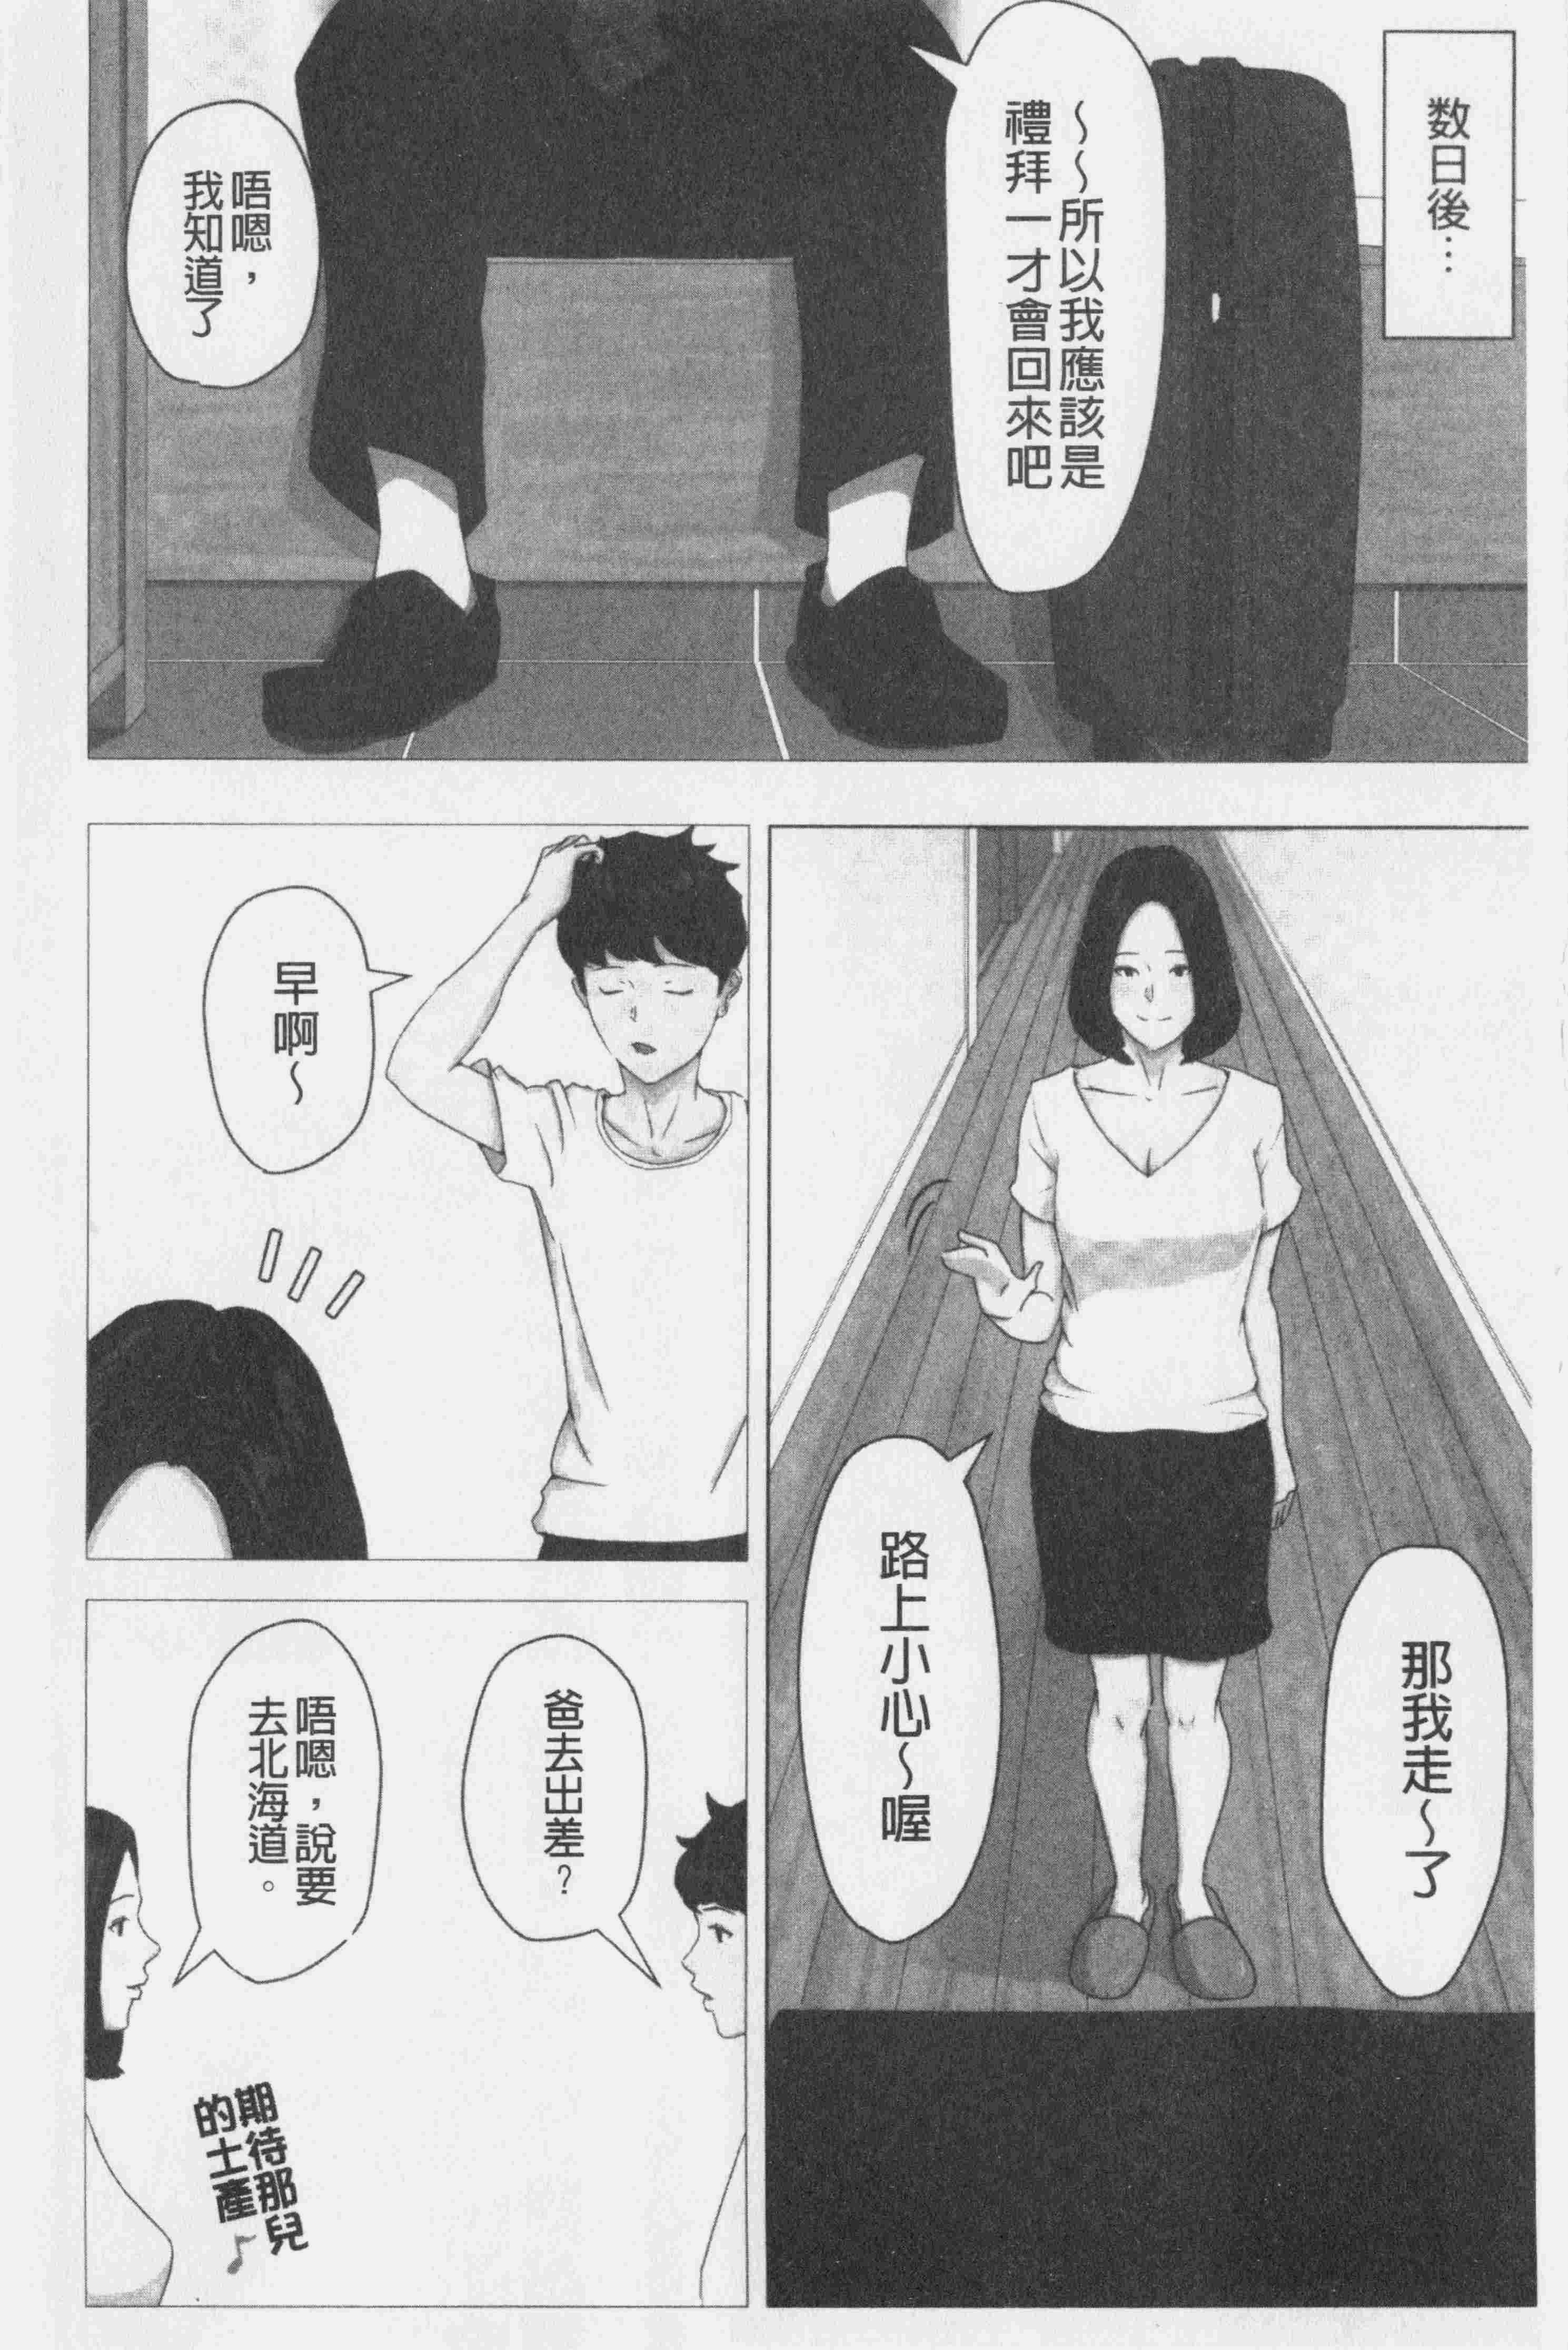 数日後…
～～所以我應該是
禮拜一才會回來吧
唔嗯，
我知道了
那我走～了
路上小心～喔
早啊～
爸去出差？
唔嗯，說要
去北海道。
期待那兒
的土產♪